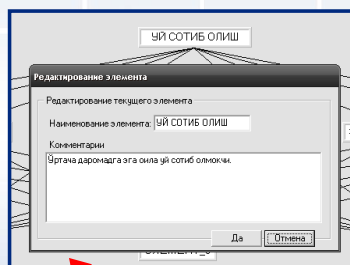 УЙ СОТИБ ОЛИШ
Редактирование элемента
Редактирование текущего элемента
Наименование элемента: УЙ СОТИБ ОЛИШ
Комментарии
Ўртача даромадга эга оила уй сотиб олмокчи.
Да Отмена